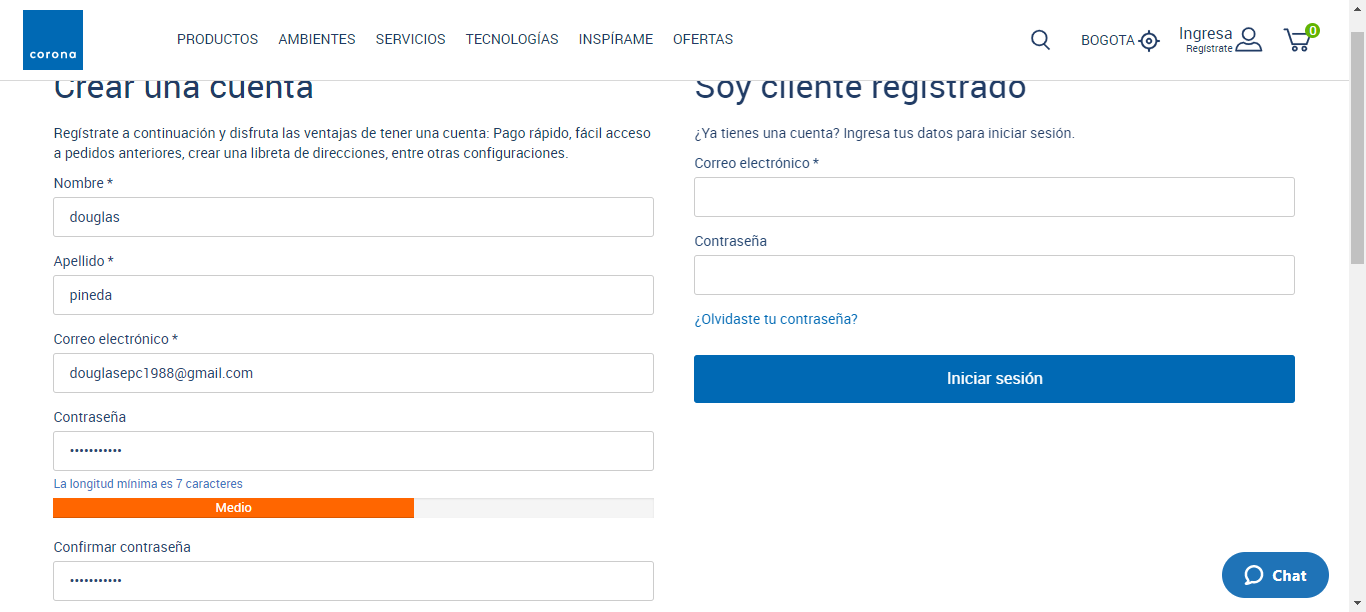 corona
PRODUCTOS AMBIENTES SERVICIOS TECNOLOGÍAS INSPÍRAME OFERTAS
BOGOTA
Ingresa
Regístrate
0
Crear una cuenta
Regístrate a continuación y disfruta las ventajas de tener una cuenta: Pago rápido, fácil acceso
a pedidos anteriores, crear una libreta de direcciones, entre otras configuraciones.
Nombre *
douglas
Apellido *
pineda
Correo electrónico *
douglasepc1988@gmail.com
Contraseña
•••••••••••
La longitud mínima es 7 caracteres
Medio
Confirmar contraseña
•••••••••••
Soy cliente registrado
¿Ya tienes una cuenta? Ingresa tus datos para iniciar sesión.
Correo electrónico *
Contraseña
¿Olvidaste tu contraseña?
Iniciar sesión
Chat